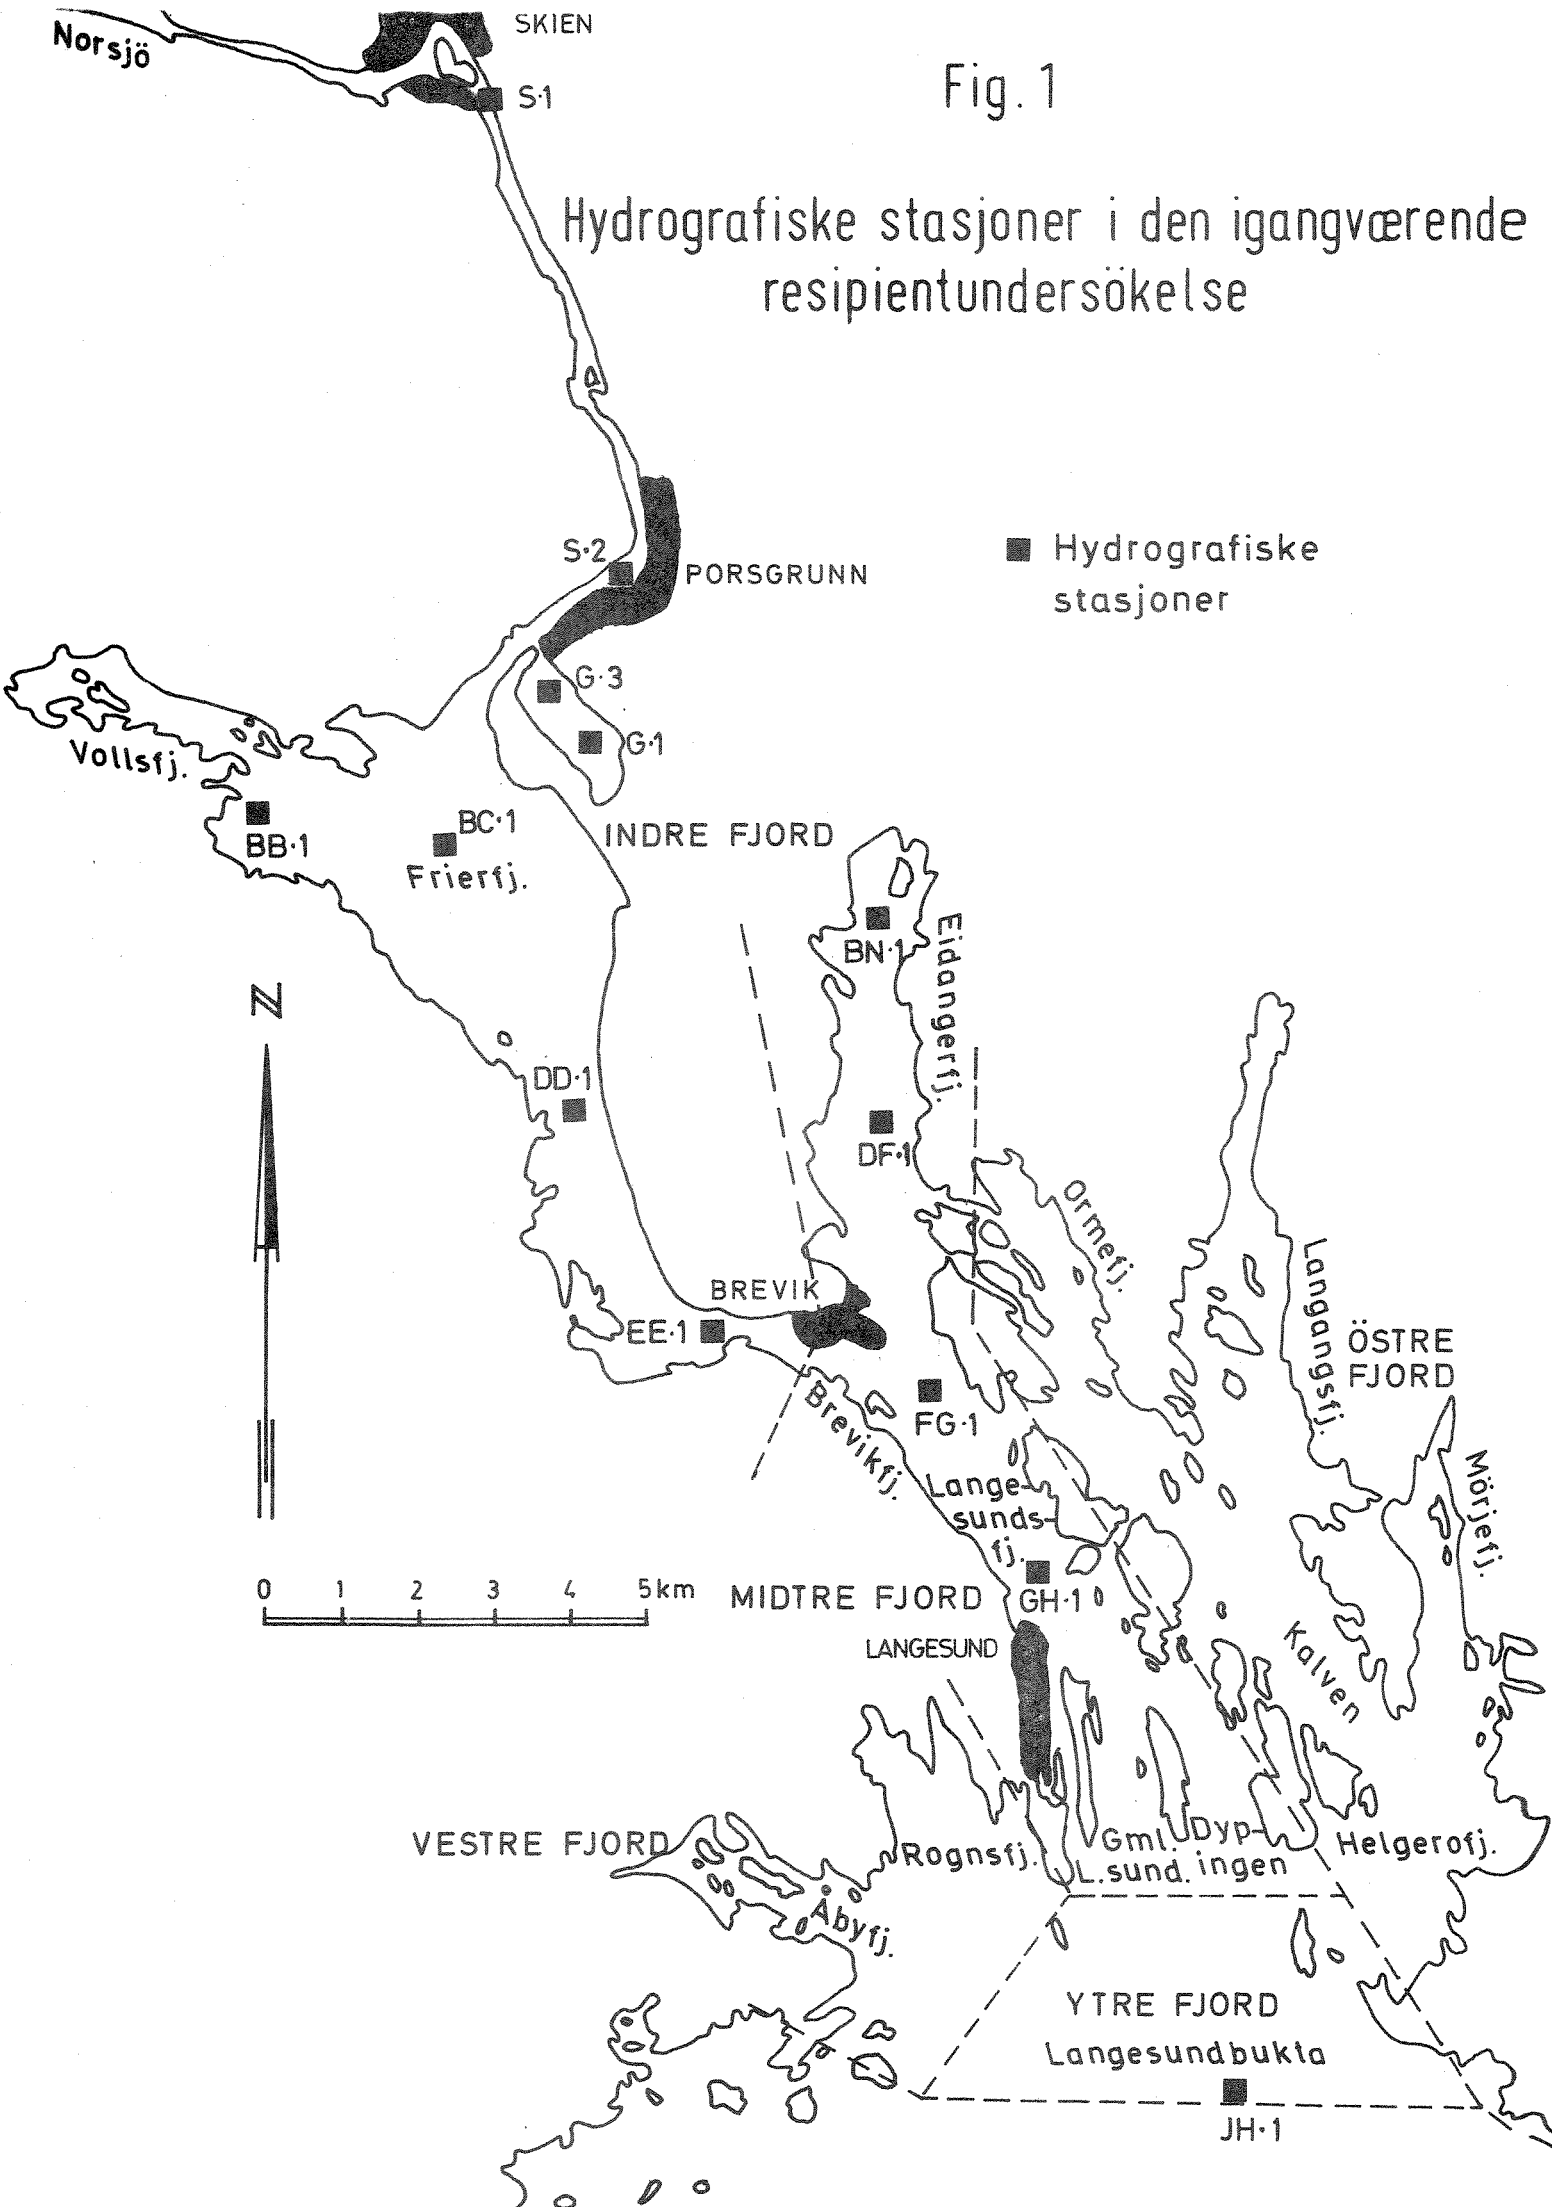 Norsjö
SKIEN
S·1
Fig. 1
Hydrografiske stasjoner i den igangværende
resipientundersökelse
S·2
PORSGRUNN
Hydrografiske
stasjoner
G·3
G·1
Vollsfj.
BB·1
BC·1
Frierfj.
INDRE FJORD
BN·1
Eidangerfj.
N
DD·1
DF·1
Ormefj.
Langangsfj.
BREVIK
EE·1
ÖSTRE
FJORD
Brevikfj.
FG·1
Mörjefj.
Lange-
sunds-
fj.
0 1 2 3 4 5km
MIDTRE FJORD
GH·1
LANGESUND
Kalven
VESTRE FJORD
Rognsfj.
Gml.
L.sund.
Dyp-
ingen
Helgerofj.
Åbyfj.
YTRE FJORD
Langesundbukta
JH·1